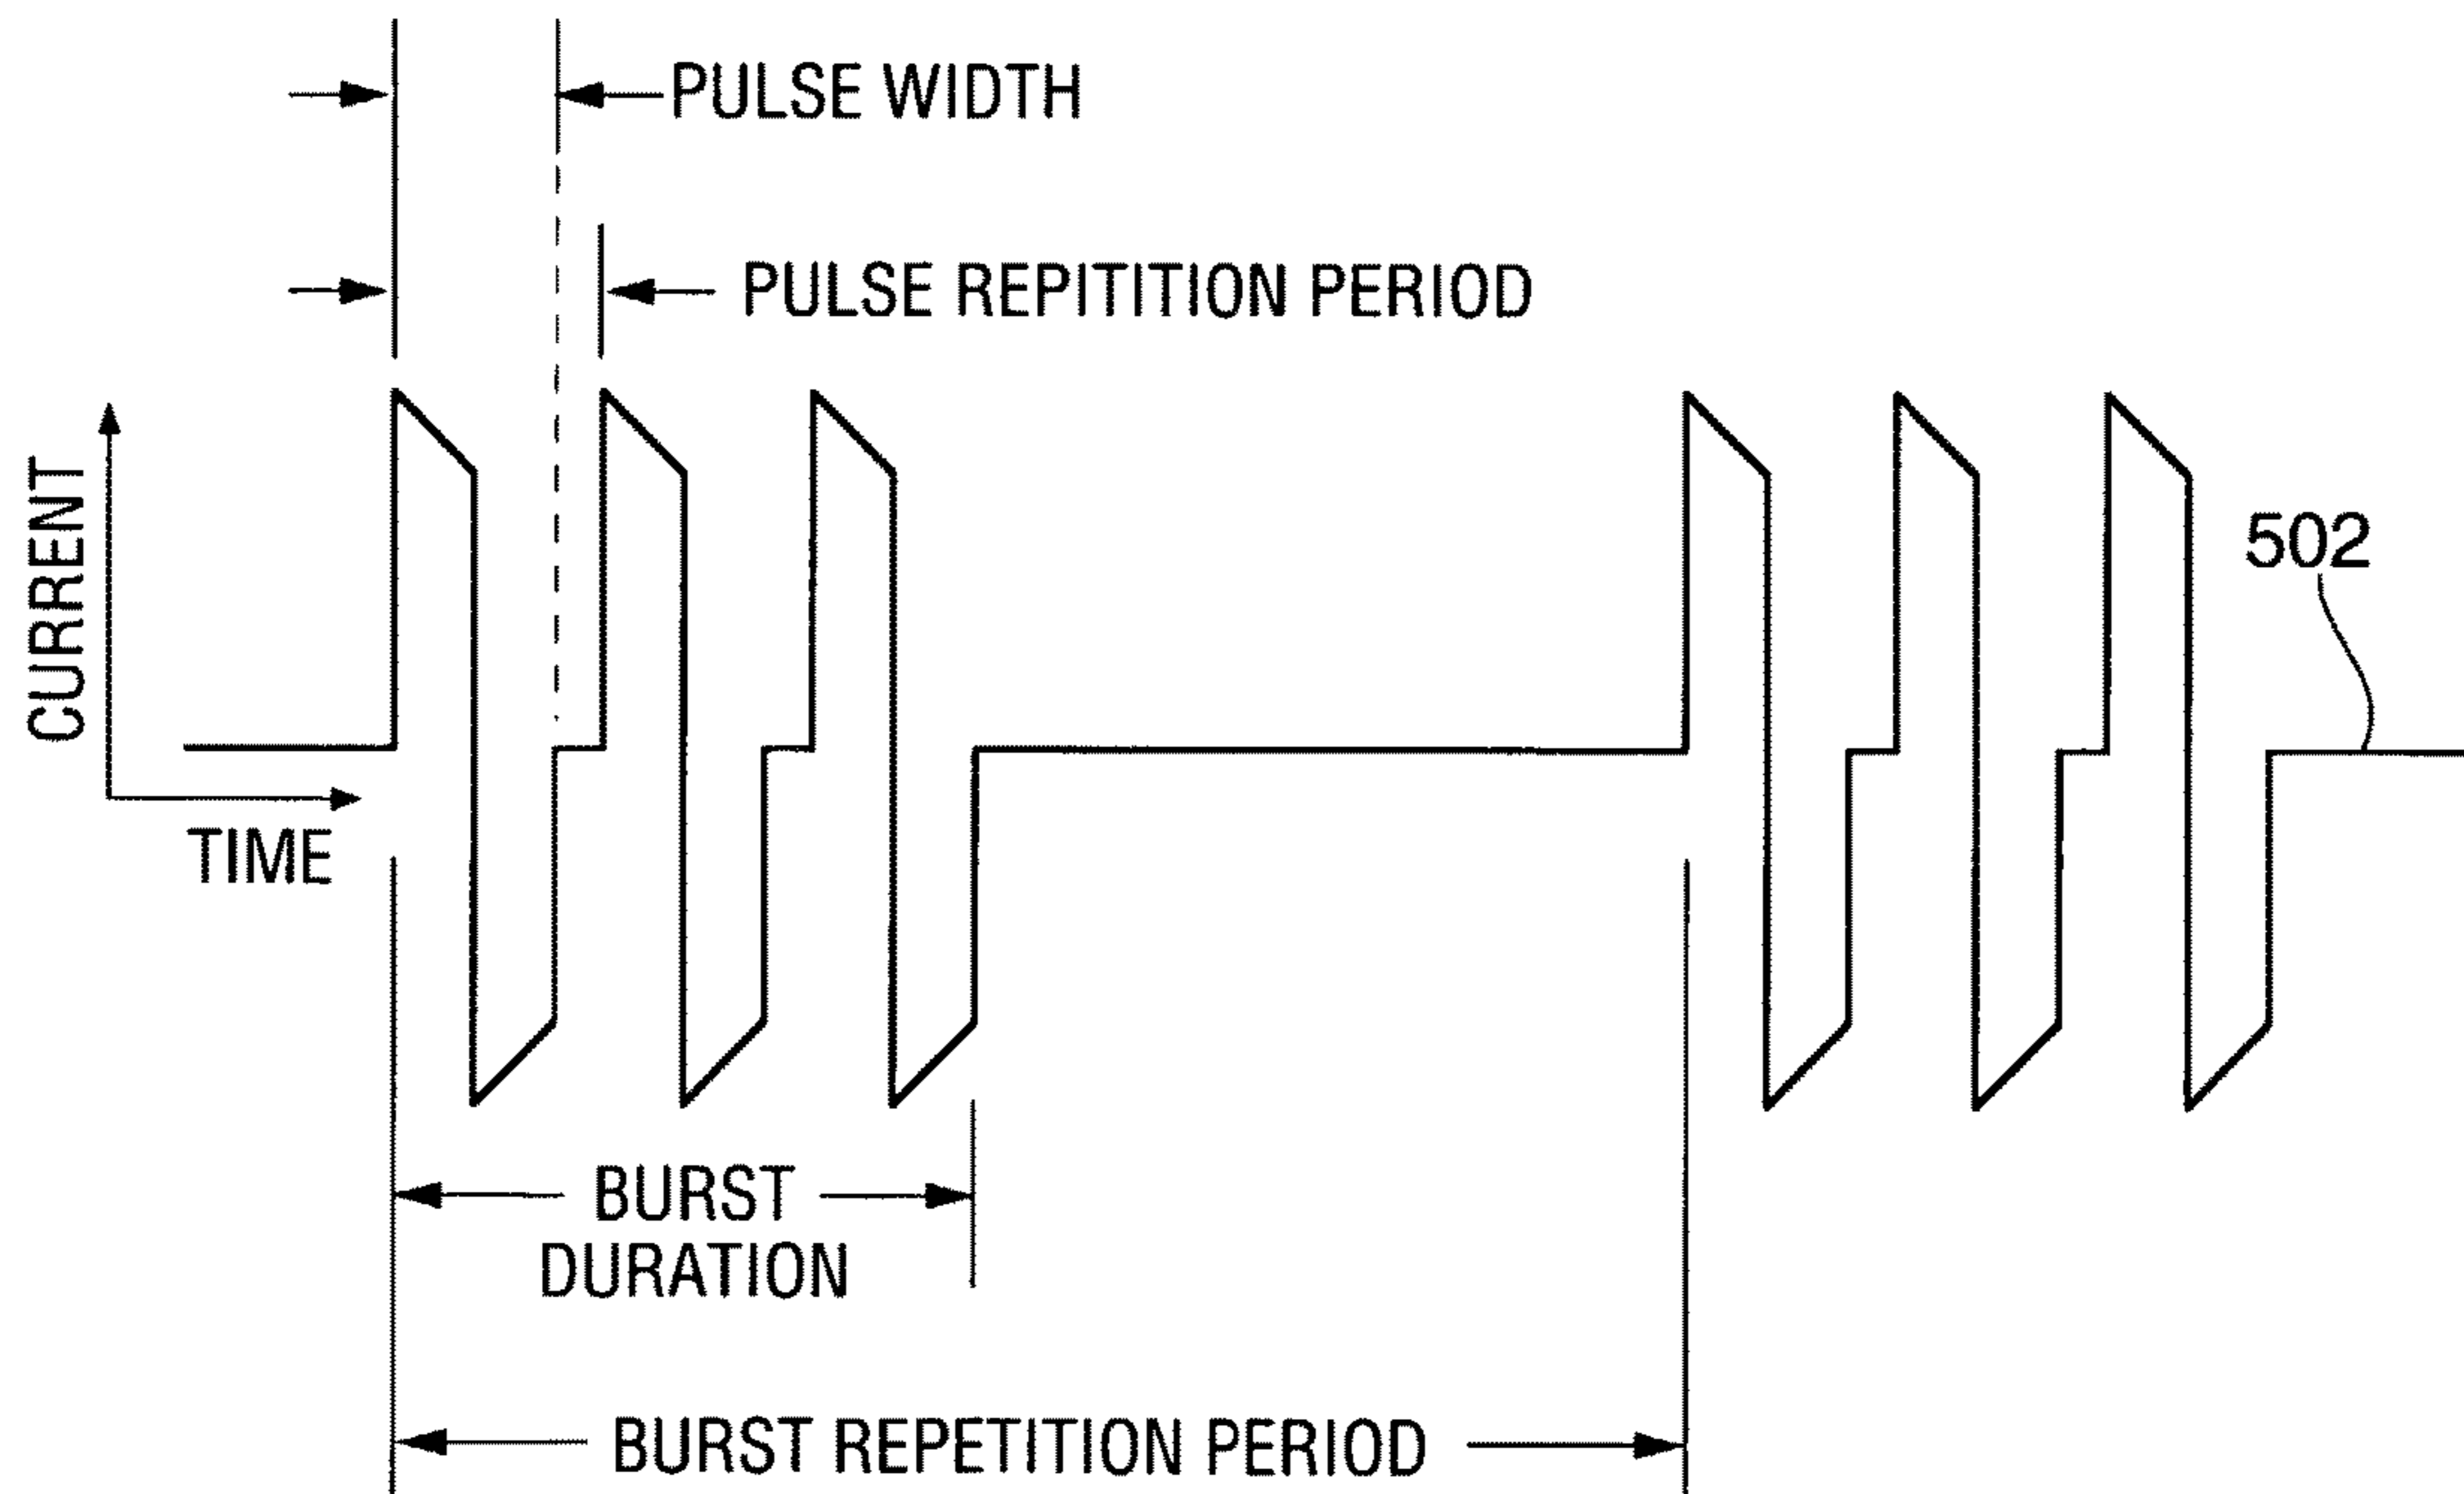 PULSE WIDTH
PULSE REPITITION PERIOD
CURRENT
502
TIME
BURST
DURATION
BURST REPETITION PERIOD